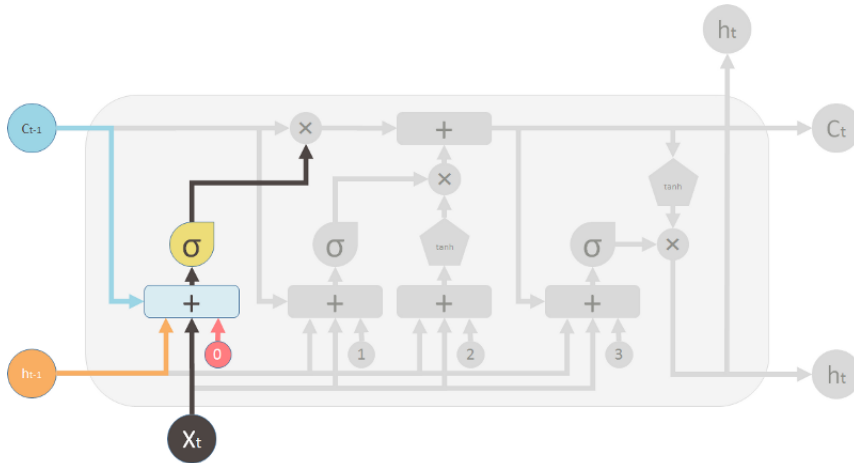 hₜ
Cₜ₋₁
×
+
Cₜ
tanh
×
σ
σ
tanh
σ
×
+
+
+
+
hₜ₋₁
0
1
2
3
hₜ
Xₜ